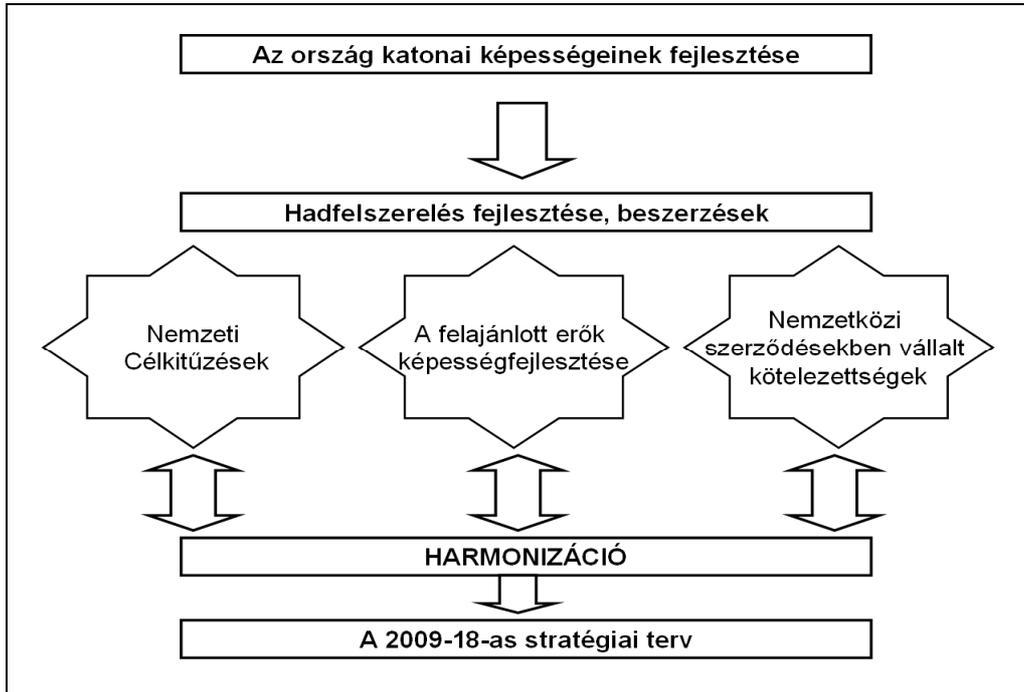 Az ország katonai képességeinek fejlesztése
Hadfelszerelés fejlesztése, beszerzések
Nemzeti
Célkitűzések
A felajánlott erők
képességfejlesztése
Nemzetközi
szerződésekben vállalt
kötelezettségek
HARMONIZÁCIÓ
A 2009-18-as stratégiai terv